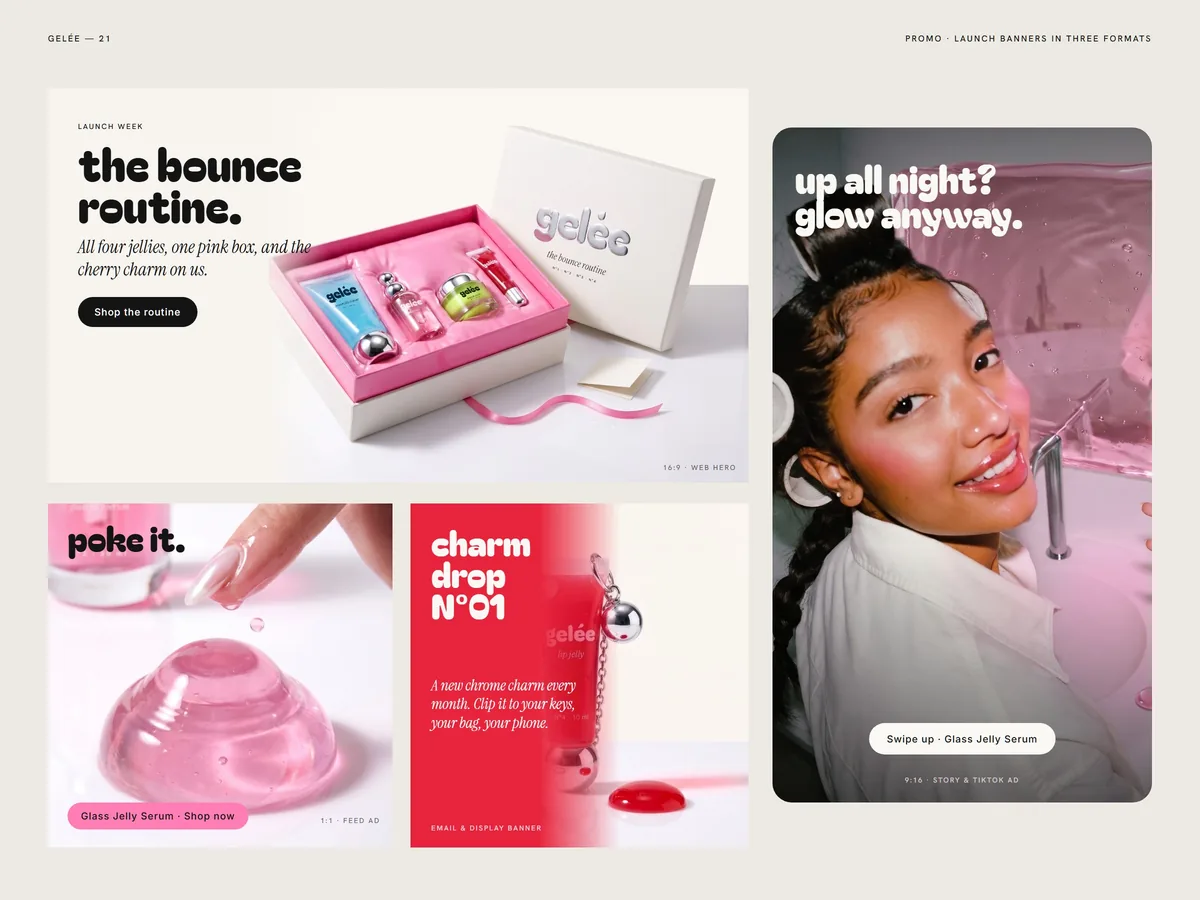 GELÉE — 21
PROMO · LAUNCH BANNERS IN THREE FORMATS
LAUNCH WEEK
the bounce
routine.
All four jellies, one pink box, and the
cherry charm on us.
Shop the routine
gelée
the bounce routine
gelée
gelée
16:9 · WEB HERO
poke it.
Glass Jelly Serum · Shop now
1:1 · FEED AD
charm
drop
Nº01
A new chrome charm every
month. Clip it to your keys,
your bag, your phone.
gelée
lip jelly
EMAIL & DISPLAY BANNER
up all night?
glow anyway.
Swipe up · Glass Jelly Serum
9:16 · STORY & TIKTOK AD